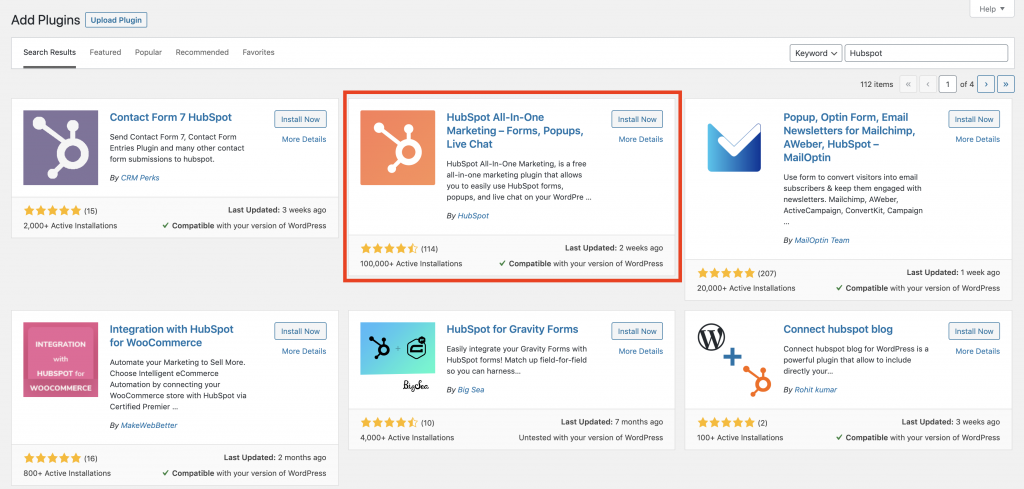 Help
Add Plugins Upload Plugin
Search Results Featured Popular Recommended Favorites
Keyword Hubspot
112 items « ‹ 1 of 4 › »
Contact Form 7 HubSpot
Install Now
More Details
Send Contact Form 7, Contact Form
Entries Plugin and many other contact
form submissions to hubspot.
By CRM Perks
(15)
Last Updated: 3 weeks ago
2,000+ Active Installations
Compatible with your version of WordPress
HubSpot All-In-One
Marketing – Forms, Popups,
Live Chat
Install Now
More Details
HubSpot All-In-One Marketing, is a free
all-in-one marketing plugin that allows
you to easily use HubSpot forms,
popups, and live chat on your WordPre ...
By HubSpot
(114)
Last Updated: 2 weeks ago
100,000+ Active Installations
Compatible with your version of WordPress
Popup, Optin Form, Email
Newsletters for Mailchimp,
AWeber, HubSpot –
MailOptin
Install Now
More Details
Use form to convert visitors into email
subscribers & keep them engaged with
newsletters. Mailchimp, AWeber,
ActiveCampaign, ConvertKit, Campaign
...
By MailOptin Team
(207)
Last Updated: 1 week ago
20,000+ Active Installations
Compatible with your version of WordPress
INTEGRATION
with
HUBSPOT for
WOOCOMMERCE
Integration with HubSpot
for WooCommerce
Install Now
More Details
Automate your Marketing to Sell More.
Choose Intelligent eCommerce
Automation by connecting your
WooCommerce store with HubSpot via
Certified Premier ...
By MakeWebBetter
(16)
Last Updated: 2 months ago
800+ Active Installations
Compatible with your version of WordPress
BigSea
HubSpot for Gravity Forms
Install Now
More Details
Easily integrate your Gravity Forms with
HubSpot forms! Match up field-for-field
so you can harness...
By Big Sea
(10)
Last Updated: 7 months ago
4,000+ Active Installations
Untested with your version of WordPress
Connect hubspot blog
Install Now
More Details
Connect hubspot blog for WordPress is a
powerful plugin that allow to include
directly your...
By Rohit kumar
(2)
Last Updated: 3 weeks ago
100+ Active Installations
Compatible with your version of WordPress